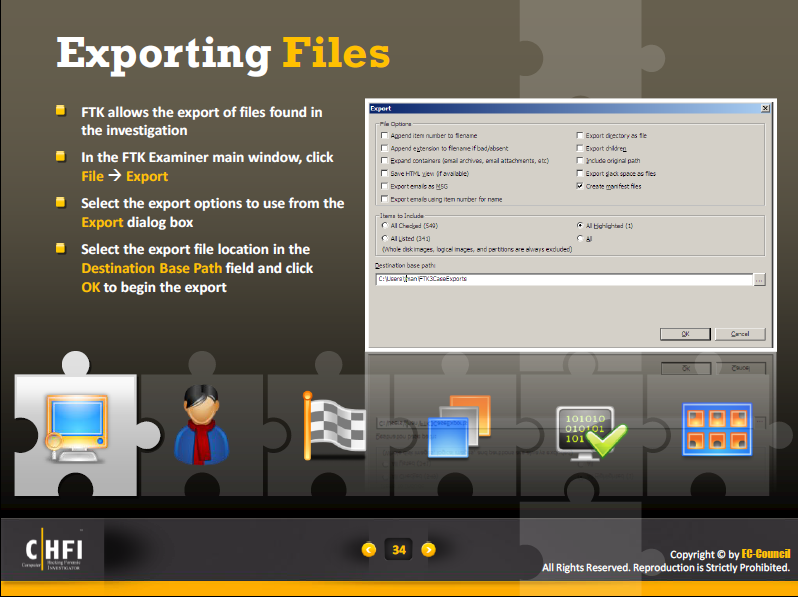 Exporting Files
FTK allows the export of files found in
the investigation
In the FTK Examiner main window, click
File → Export
Select the export options to use from the
Export dialog box
Select the export file location in the
Destination Base Path field and click
OK to begin the export
Export
File Options
Append item number to filename
Append extension to filename if bad/absent
Expand containers (email archives, email attachments, etc)
Save HTML view (if available)
Export emails as MSG
Export emails using item number for name
Export directory as file
Export children
Include original path
Export slack space as files
Create manifest files
Items to Include
All Checked (549)
All Highlighted (1)
All Listed (341)
All
(Whole disk images, logical images, and partitions are always excluded)
Destination base path:
...
OK
Cancel
010101
010101
101
CHFI
Computer Hacking Forensic
INVESTIGATOR
34
Copyright © by EC-Council
All Rights Reserved. Reproduction is Strictly Prohibited.